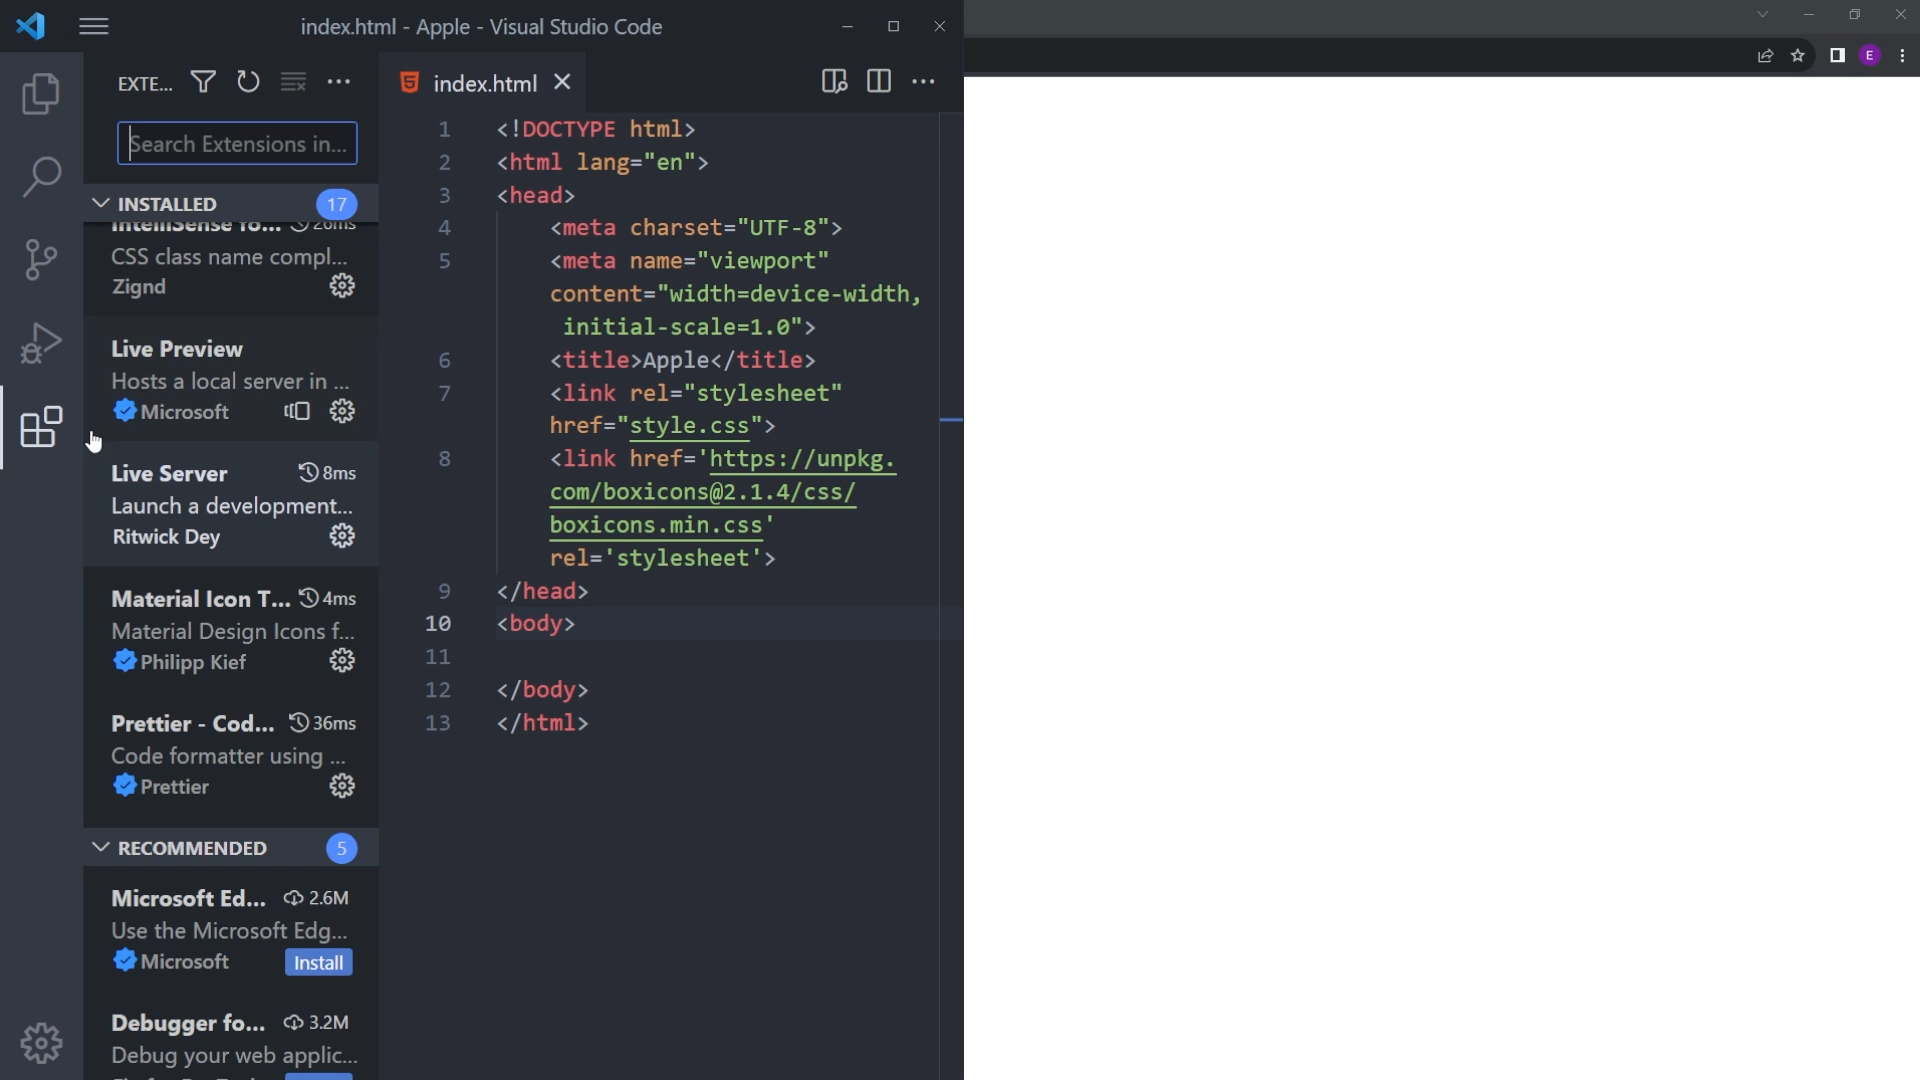 index.html - Apple - Visual Studio Code
EXTE...
Search Extensions in...
INSTALLED 17
IntelliSense fo... 26ms
CSS class name compl...
Zignd
Live Preview
Hosts a local server in ...
Microsoft
Live Server 8ms
Launch a development...
Ritwick Dey
Material Icon T... 4ms
Material Design Icons f...
Philipp Kief
Prettier - Cod... 36ms
Code formatter using ...
Prettier
RECOMMENDED 5
Microsoft Ed... 2.6M
Use the Microsoft Edg...
Microsoft Install
Debugger fo... 3.2M
Debug your web applic...
index.html
1 <!DOCTYPE html>
2 <html lang="en">
3 <head>
4 <meta charset="UTF-8">
5 <meta name="viewport"
content="width=device-width,
initial-scale=1.0">
6 <title>Apple</title>
7 <link rel="stylesheet"
href="style.css">
8 <link href='https://unpkg.
com/boxicons@2.1.4/css/
boxicons.min.css'
rel='stylesheet'>
9 </head>
10 <body>
11
12 </body>
13 </html>
E